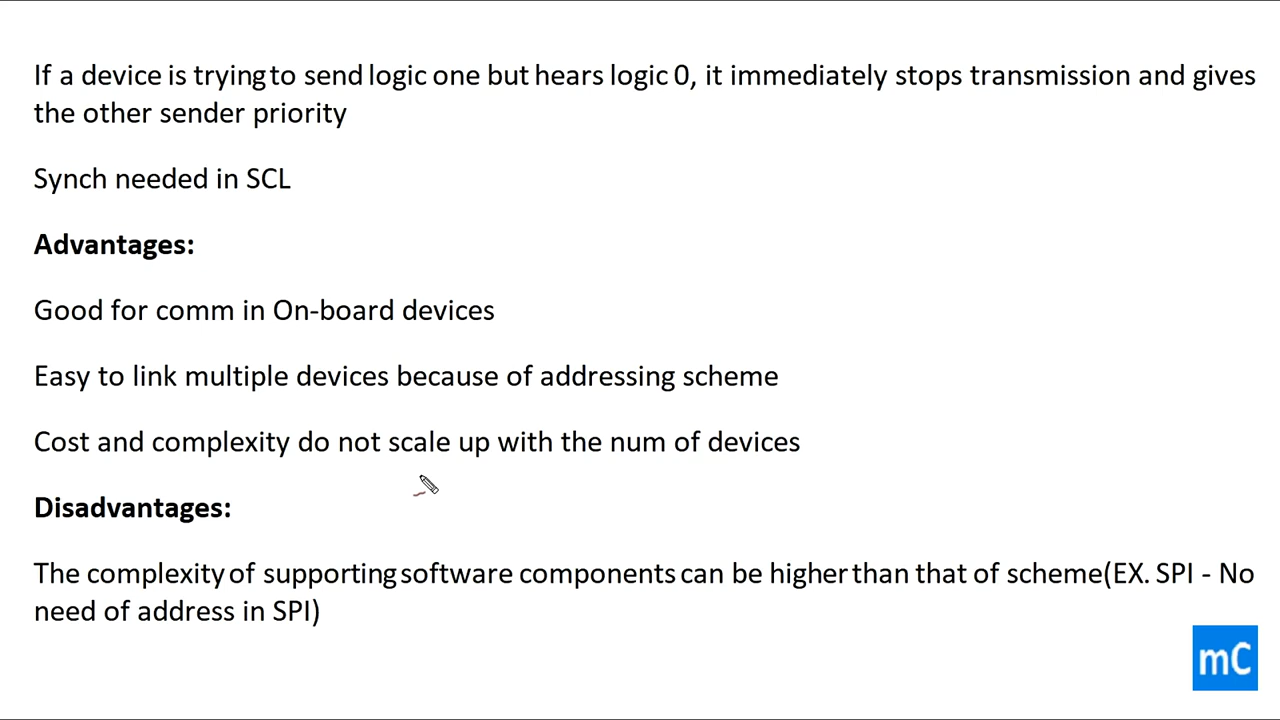 If a device is trying to send logic one but hears logic 0, it immediately stops transmission and gives
the other sender priority
Synch needed in SCL
Advantages:
Good for comm in On-board devices
Easy to link multiple devices because of addressing scheme
Cost and complexity do not scale up with the num of devices
Disadvantages:
The complexity of supporting software components can be higher than that of scheme(EX. SPI - No
need of address in SPI)
mC